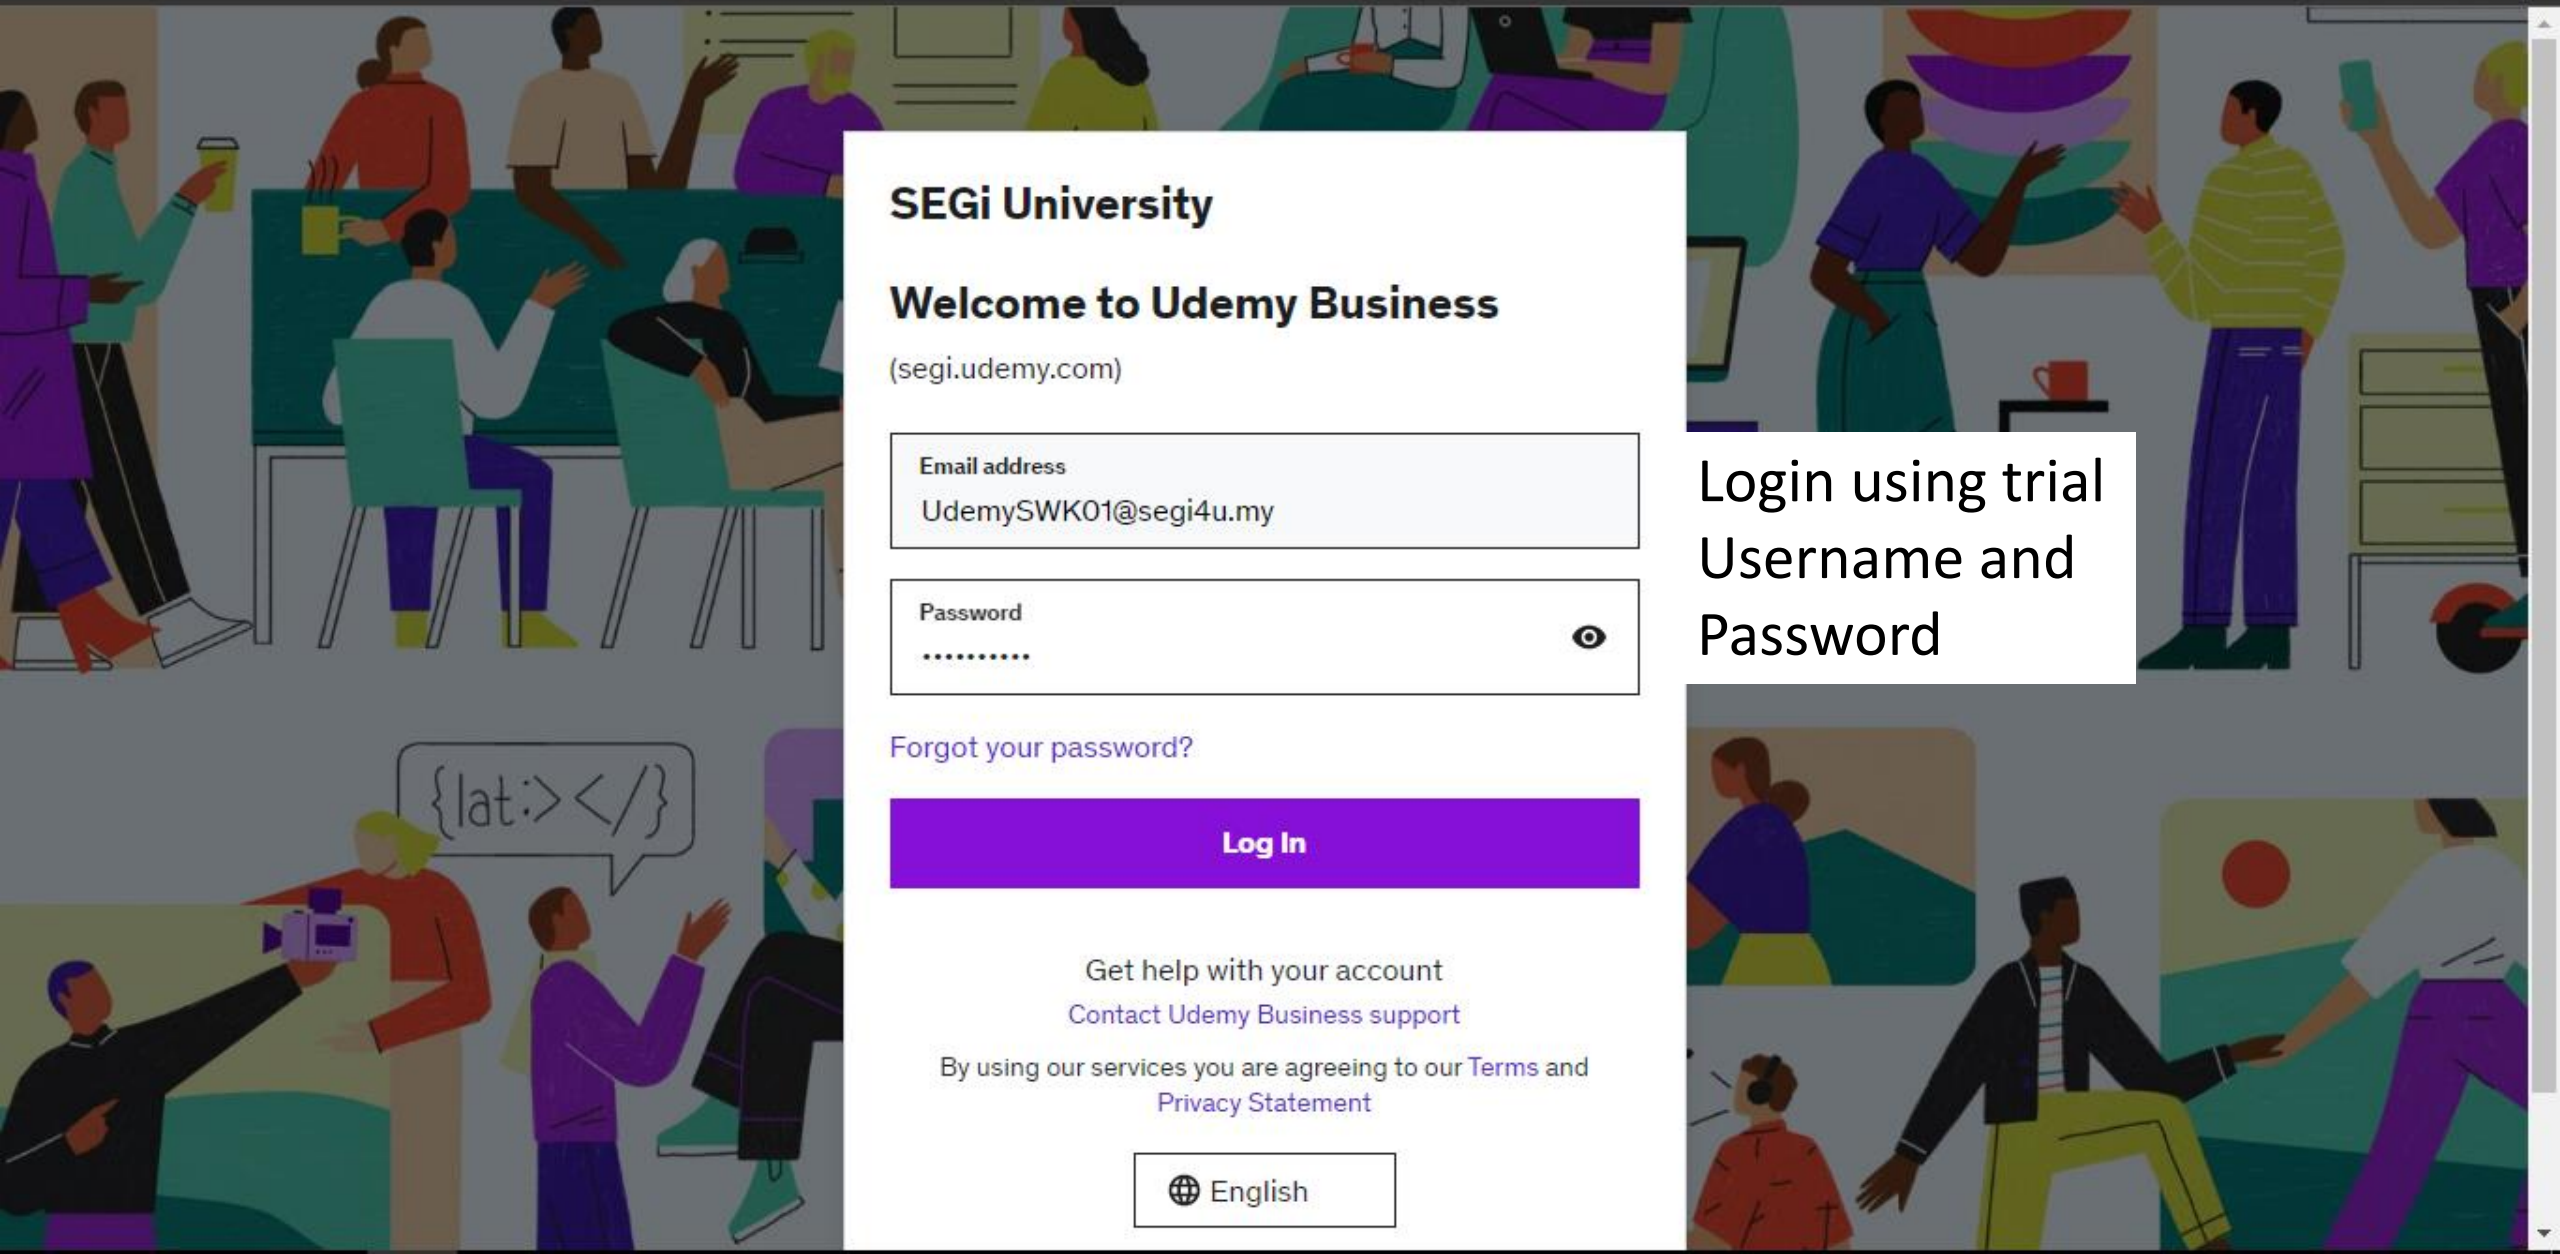 SEGi University
Welcome to Udemy Business
(segi.udemy.com)
Email address
UdemySWK01@segi4u.my
Password
••••••••••
Login using trial
Username and
Password
Forgot your password?
{lat:></}
Log In
Get help with your account
Contact Udemy Business support
By using our services you are agreeing to our Terms and
Privacy Statement
English